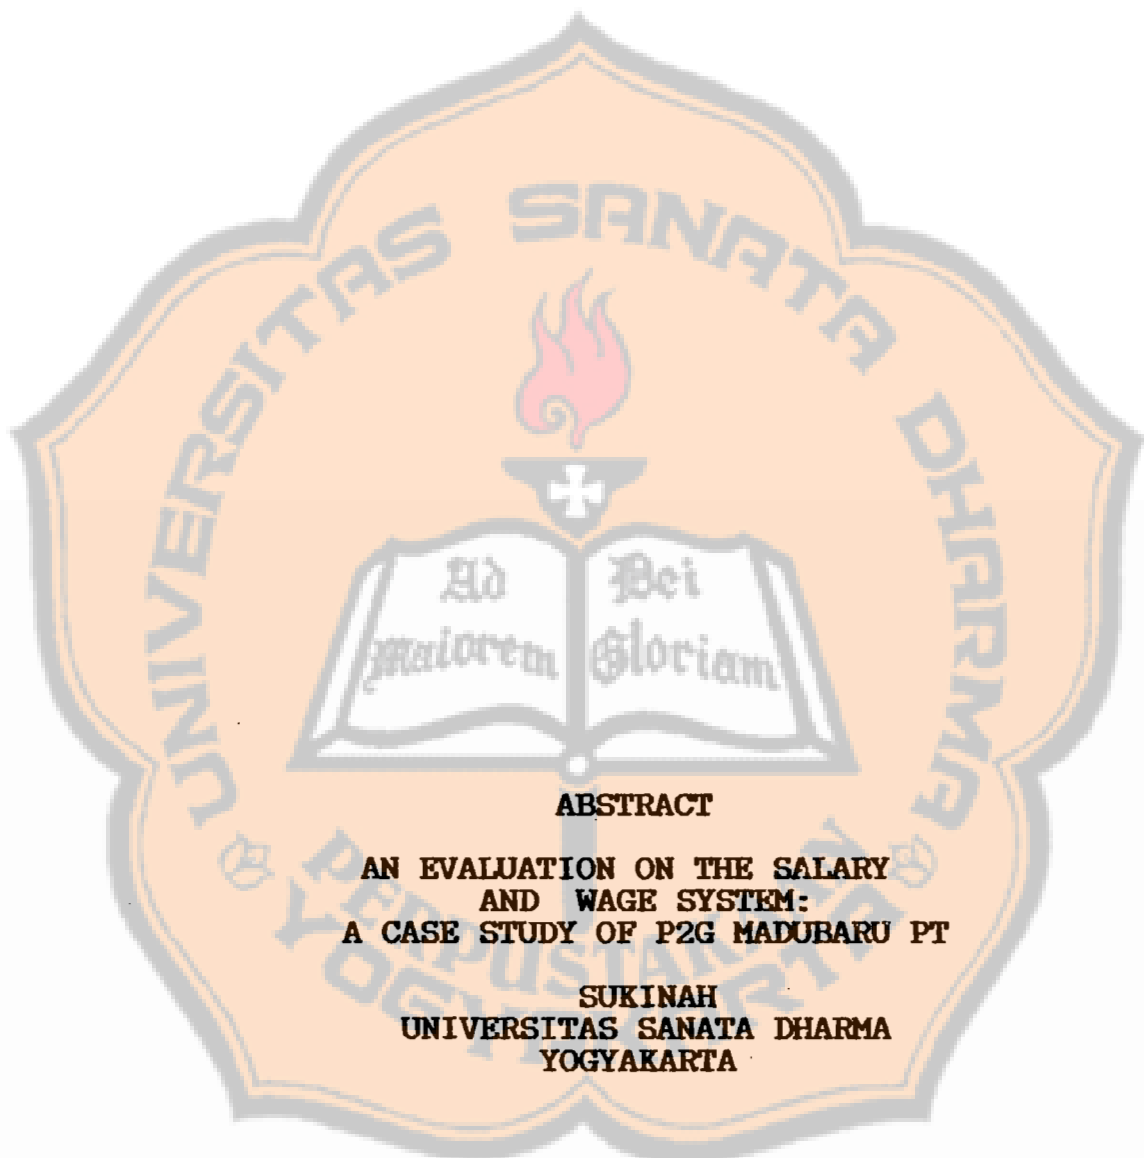 UNIVERSITAS SANATA DHARMA
Ad Dei
Maiorem Gloriam
PERPUSTAKAAN
YOGYAKARTA
ABSTRACT
AN EVALUATION ON THE SALARY
AND WAGE SYSTEM:
A CASE STUDY OF P2G MADUBARU PT
SUKINAH
UNIVERSITAS SANATA DHARMA
YOGYAKARTA